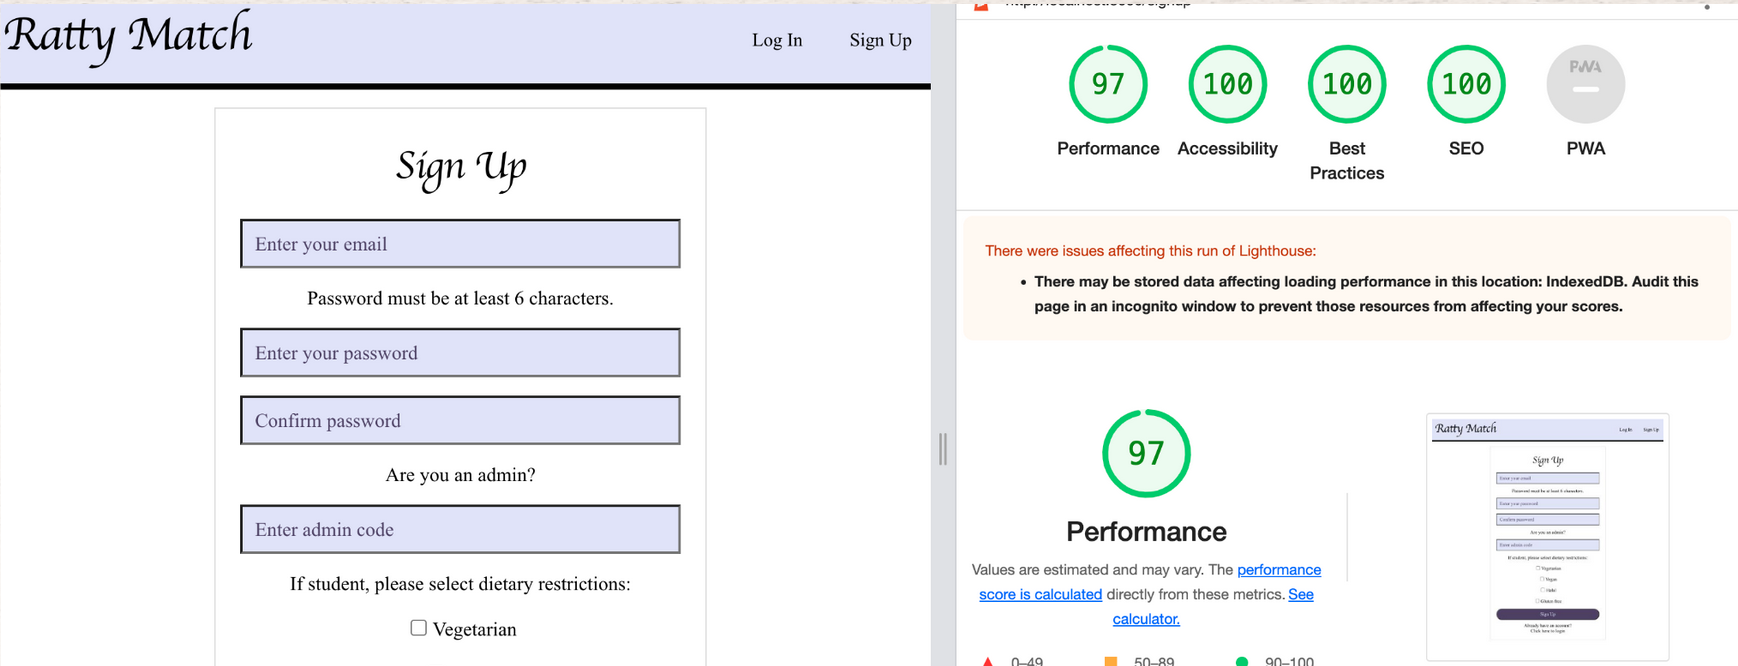 Ratty Match
Log In
Sign Up
Sign Up
Enter your email
Password must be at least 6 characters.
Enter your password
Confirm password
Are you an admin?
Enter admin code
If student, please select dietary restrictions:
Vegetarian
97
100
100
100
PWA
Performance
Accessibility
Best
Practices
SEO
PWA
There were issues affecting this run of Lighthouse:
• There may be stored data affecting loading performance in this location: IndexedDB. Audit this
page in an incognito window to prevent those resources from affecting your scores.
97
Performance
Values are estimated and may vary. The performance
score is calculated directly from these metrics. See
calculator.
0–49
50–89
90–100
Ratty Match
Log In
Sign Up
Sign Up
Enter your email
Password must be at least 6 characters.
Enter your password
Confirm password
Are you an admin?
Enter admin code
If student, please select dietary restrictions:
Vegetarian
Vegan
Halal
Gluten-free
Sign Up
Already have an account?
Click here to login